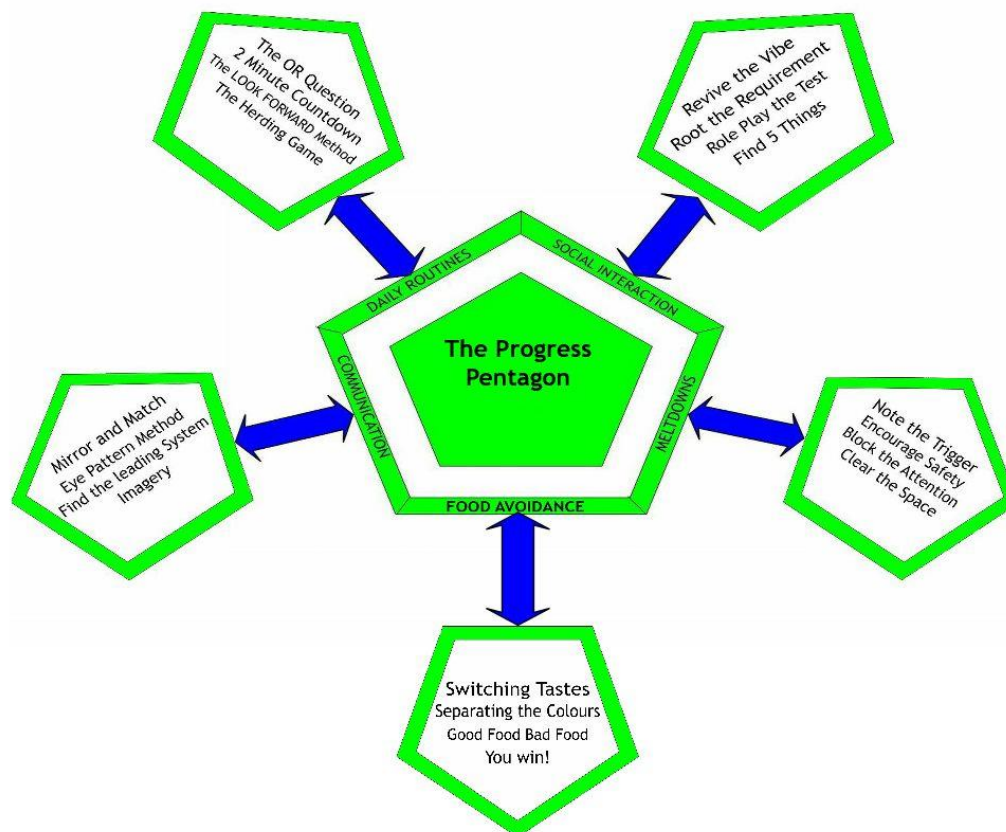 The OR Question
2 Minute Countdown
The LOOK FORWARD Method
The Herding Game
Revive the Vibe
Root the Requirement
Role Play the Test
Find 5 Things
DAILY ROUTINES
SOCIAL INTERACTION
The Progress
Pentagon
COMMUNICATION
MELTDOWNS
FOOD AVOIDANCE
Mirror and Match
Eye Pattern Method
Find the leading System
Imagery
Note the Trigger
Encourage Safety
Block the Attention
Clear the Space
Switching Tastes
Separating the Colours
Good Food Bad Food
You win!